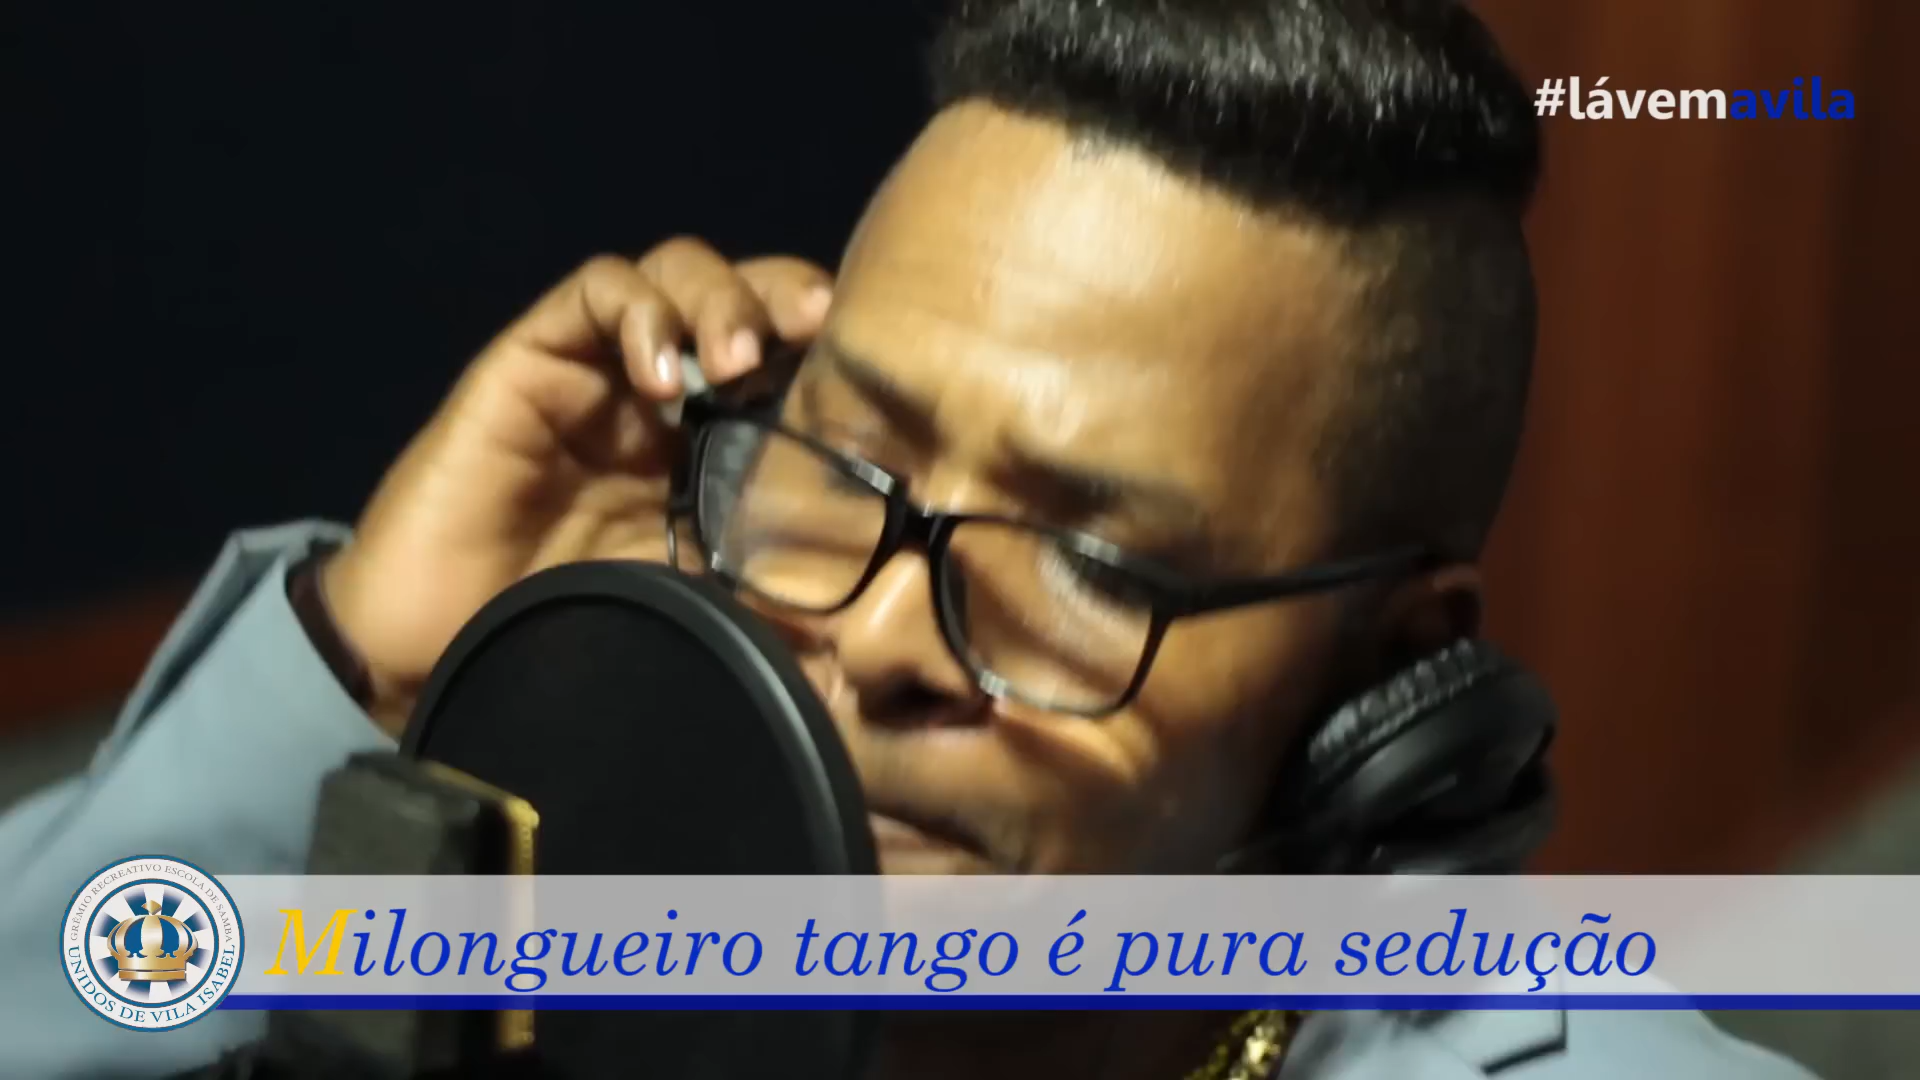 #lávemavila
Milongueiro tango é pura sedução
GRÊMIO RECREATIVO ESCOLA DE SAMBA
UNIDOS DE VILA ISABEL